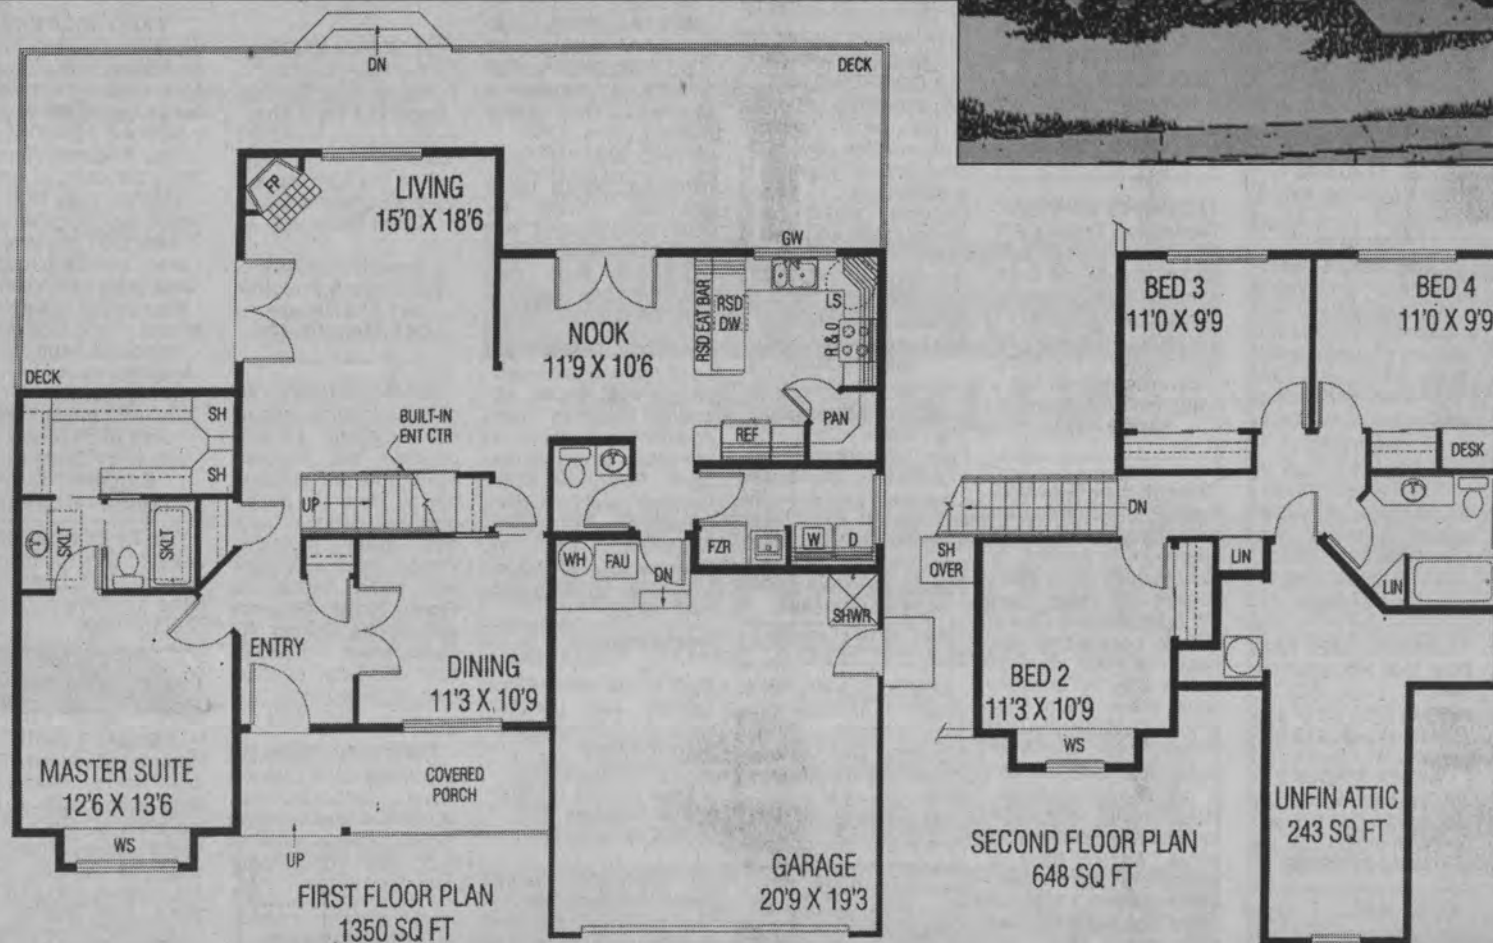 DN
DECK
FP
LIVING
15'0 X 18'6
GW
NOOK
11'9 X 10'6
RSD EAT BAR
RSD
DW
LS
R & O
PAN
REF
DECK
SH
SH
BUILT-IN
ENT CTR
UP
SKLT
SKLT
WH
FAU
DN
FZR
W
D
SHWR
ENTRY
DINING
11'3 X 10'9
MASTER SUITE
12'6 X 13'6
WS
COVERED
PORCH
UP
GARAGE
20'9 X 19'3
FIRST FLOOR PLAN
1350 SQ FT
BED 3
11'0 X 9'9
BED 4
11'0 X 9'9
DESK
DN
SH
OVER
LIN
LIN
BED 2
11'3 X 10'9
WS
UNFIN ATTIC
243 SQ FT
SECOND FLOOR PLAN
648 SQ FT